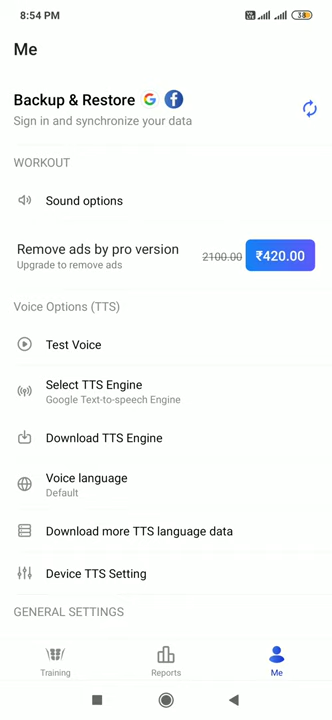 8:54 PM
38
Me
Backup & Restore
Sign in and synchronize your data
WORKOUT
Sound options
Remove ads by pro version
Upgrade to remove ads
2100.00
₹420.00
Voice Options (TTS)
Test Voice
Select TTS Engine
Google Text-to-speech Engine
Download TTS Engine
Voice language
Default
Download more TTS language data
Device TTS Setting
GENERAL SETTINGS
Training
Reports
Me